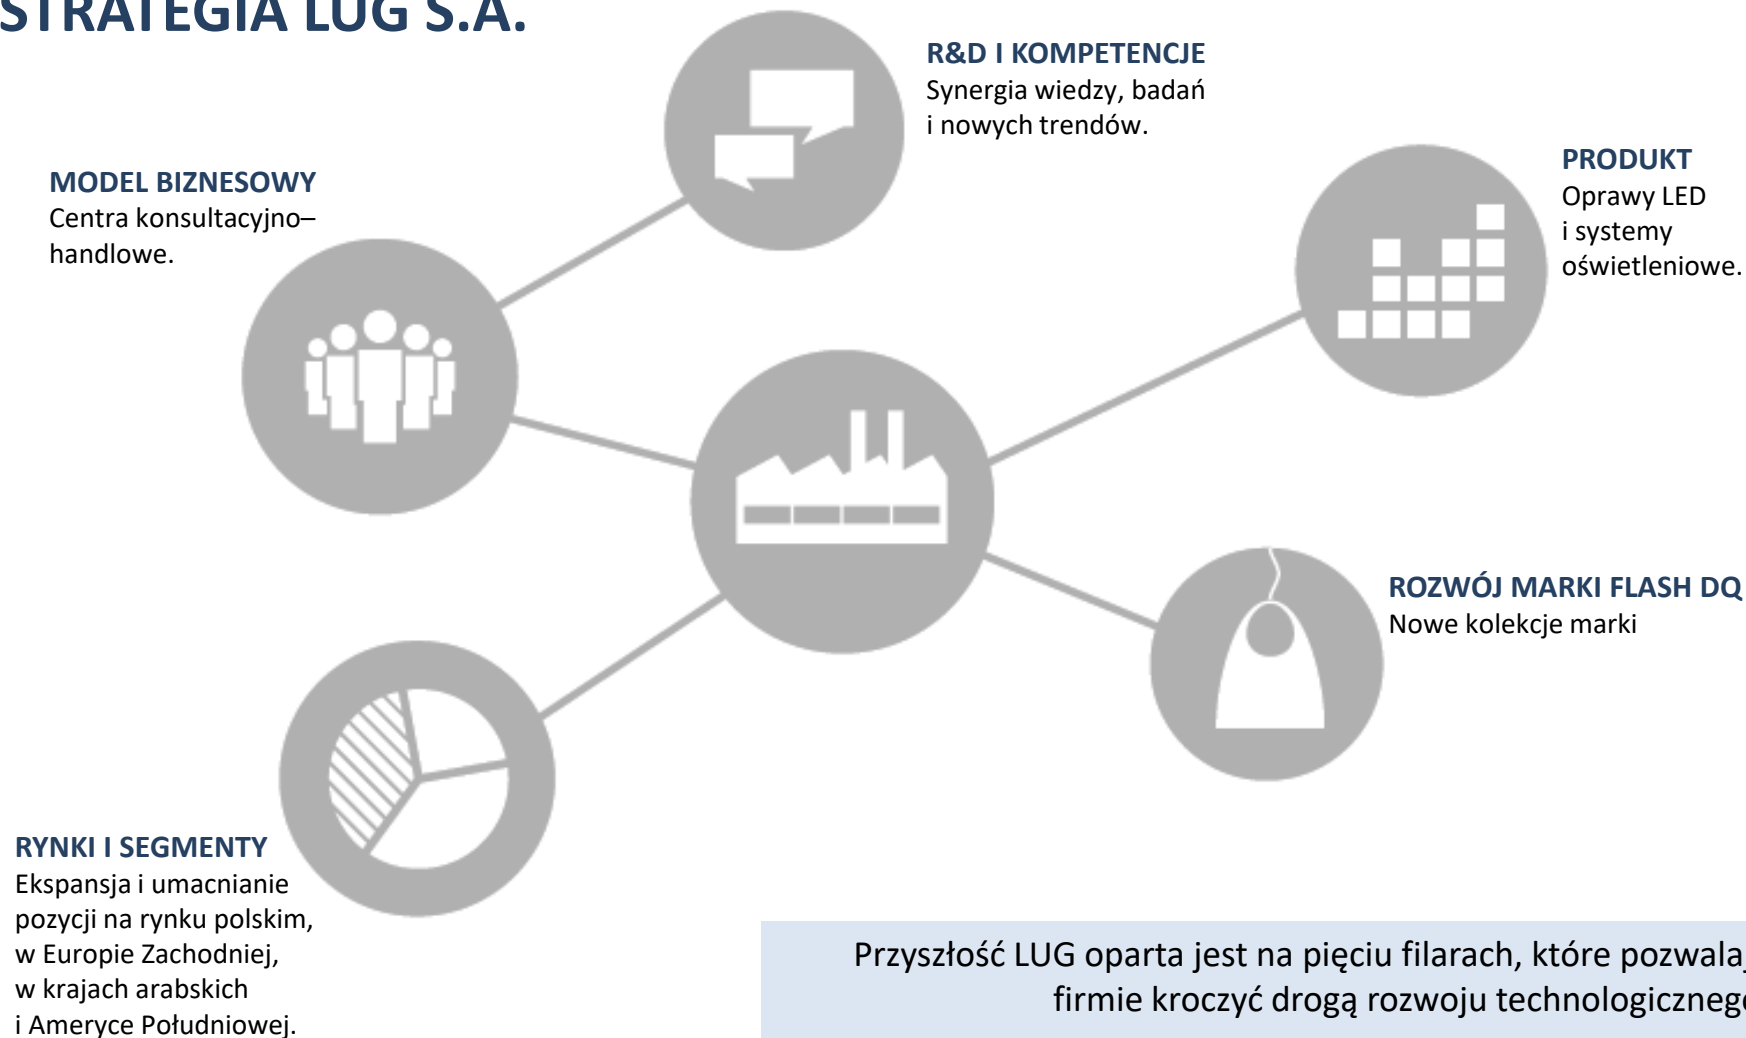 STRATEGIA LUG S.A.
R&D I KOMPETENCJE
Synergia wiedzy, badań
i nowych trendów.
MODEL BIZNESOWY
Centra konsultacyjno–
handlowe.
PRODUKT
Oprawy LED
i systemy
oświetleniowe.
ROZWÓJ MARKI FLASH DQ
Nowe kolekcje marki
RYNKI I SEGMENTY
Ekspansja i umacnianie
pozycji na rynku polskim,
w Europie Zachodniej,
w krajach arabskich
i Ameryce Południowej.
Przyszłość LUG oparta jest na pięciu filarach, które
firmie kroczyć drogą rozwoju